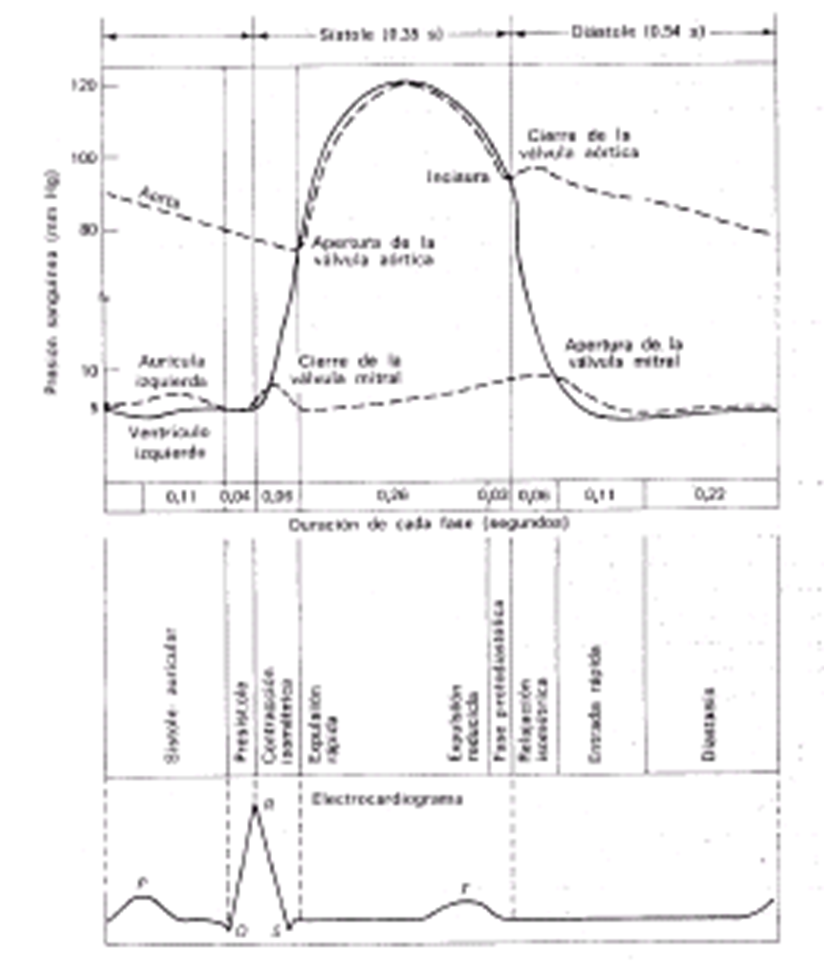 Sístole (0.35 s)
Diástole (0.54 s)
120
100
80
10
5
Presión sanguínea (mm Hg)
Aorta
Incisura
Cierre de la
válvula aórtica
Apertura de la
válvula aórtica
Aurícula
izquierda
Cierre de la
válvula mitral
Apertura de la
válvula mitral
Ventrículo
izquierdo
0,11 0,04 0,05 0,26 0,03 0,06 0,11 0,22
Duración de cada fase (segundos)
Sístole auricular
Presístole
Contracción
isométrica
Expulsión
rápida
Expulsión
reducida
Fase protodiastólica
Relajación
isométrica
Entrada rápida
Diastasis
Electrocardiograma
P
Q
R
S
T